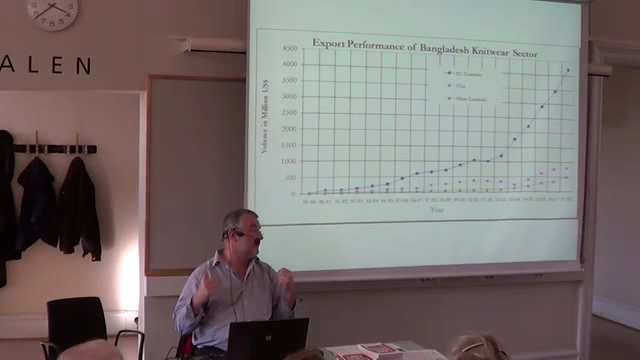 ALEN
Export Performance of Bangladesh Knitwear Sector
Volume in Million US$
4500
4000
3500
3000
2500
2000
1500
1000
500
0
EU Countries
USA
Other Countries
Year